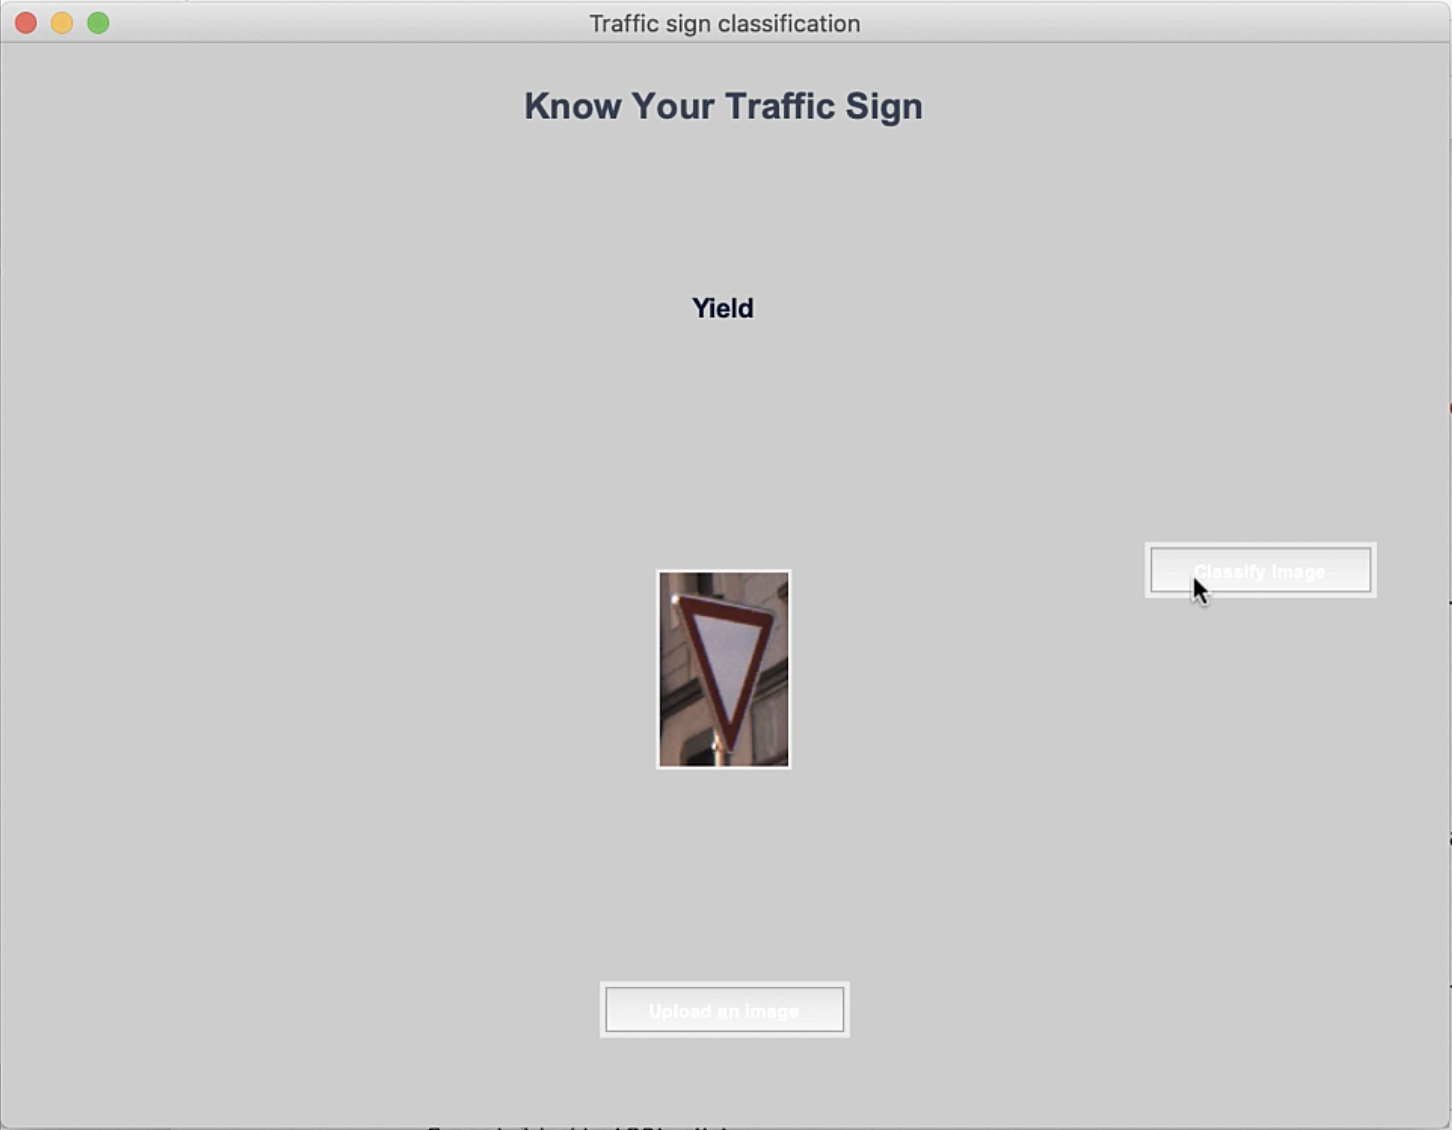 Traffic sign classification
Know Your Traffic Sign
Yield
Classify Image
Upload an image